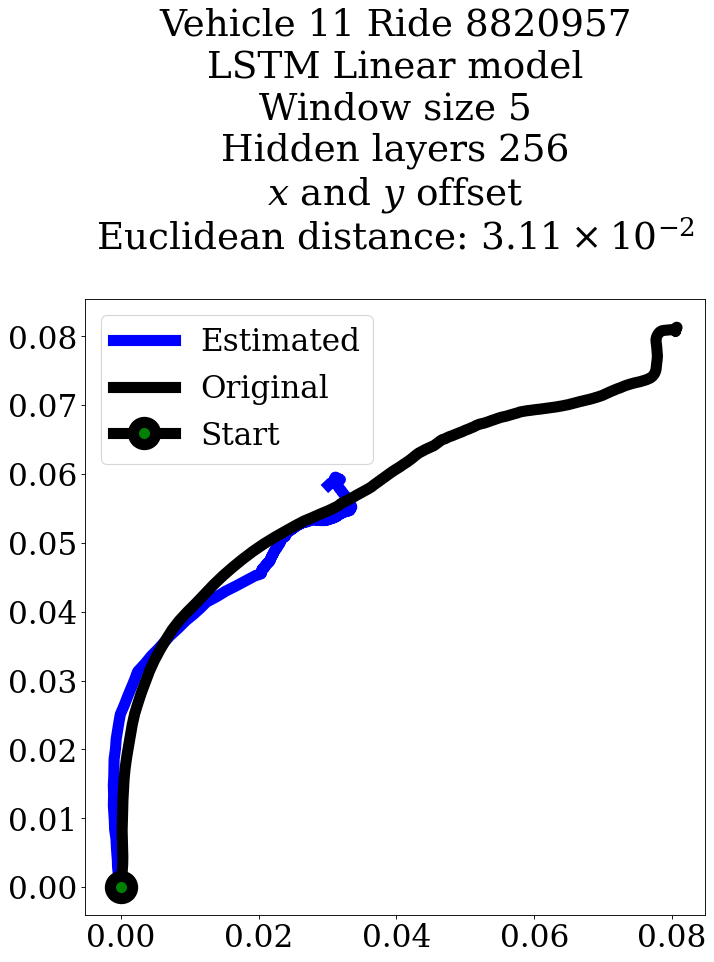 Vehicle 11 Ride 8820957
LSTM Linear model
Window size 5
Hidden layers 256
x and y offset
Euclidean distance: 3.11 × 10⁻²
Estimated
Original
Start
0.08
0.07
0.06
0.05
0.04
0.03
0.02
0.01
0.00
0.00 0.02 0.04 0.06 0.08